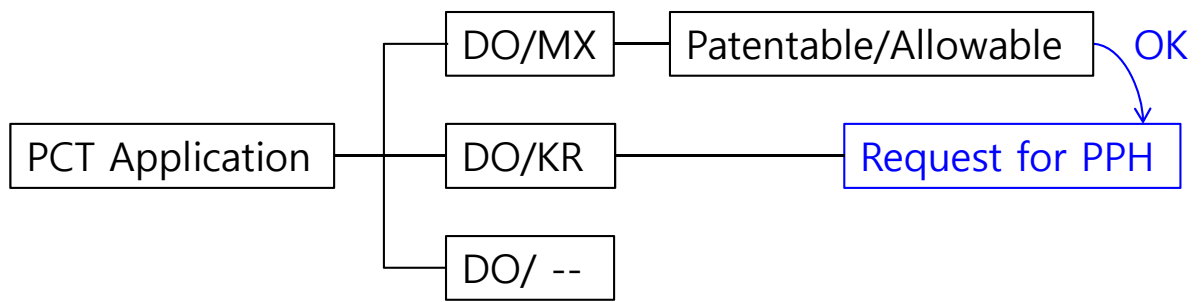 DO/MX
Patentable/Allowable
OK
PCT Application
DO/KR
Request for PPH
DO/ --